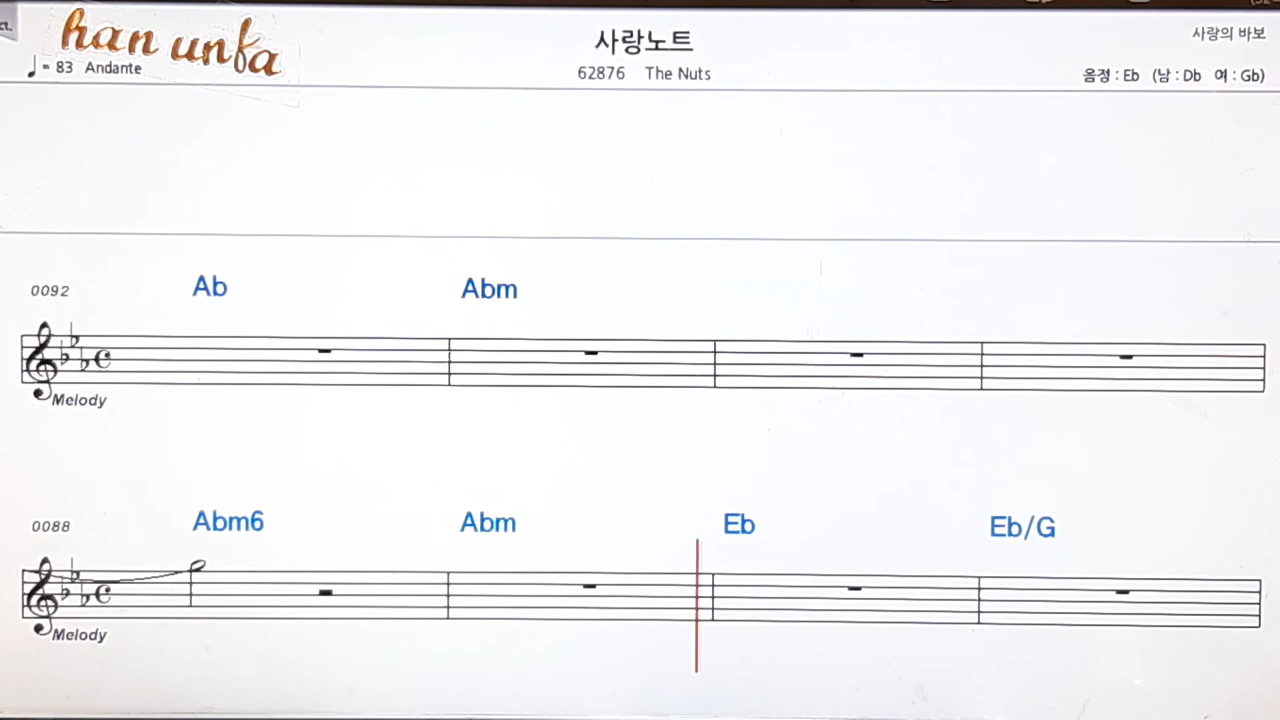 han unfa
사랑노트
사랑의 바보
♩= 83 Andante
62876 The Nuts
음정 : Eb (남 : Db 여 : Gb)
0092 Ab Abm
Melody
0088 Abm6 Abm Eb Eb/G
Melody